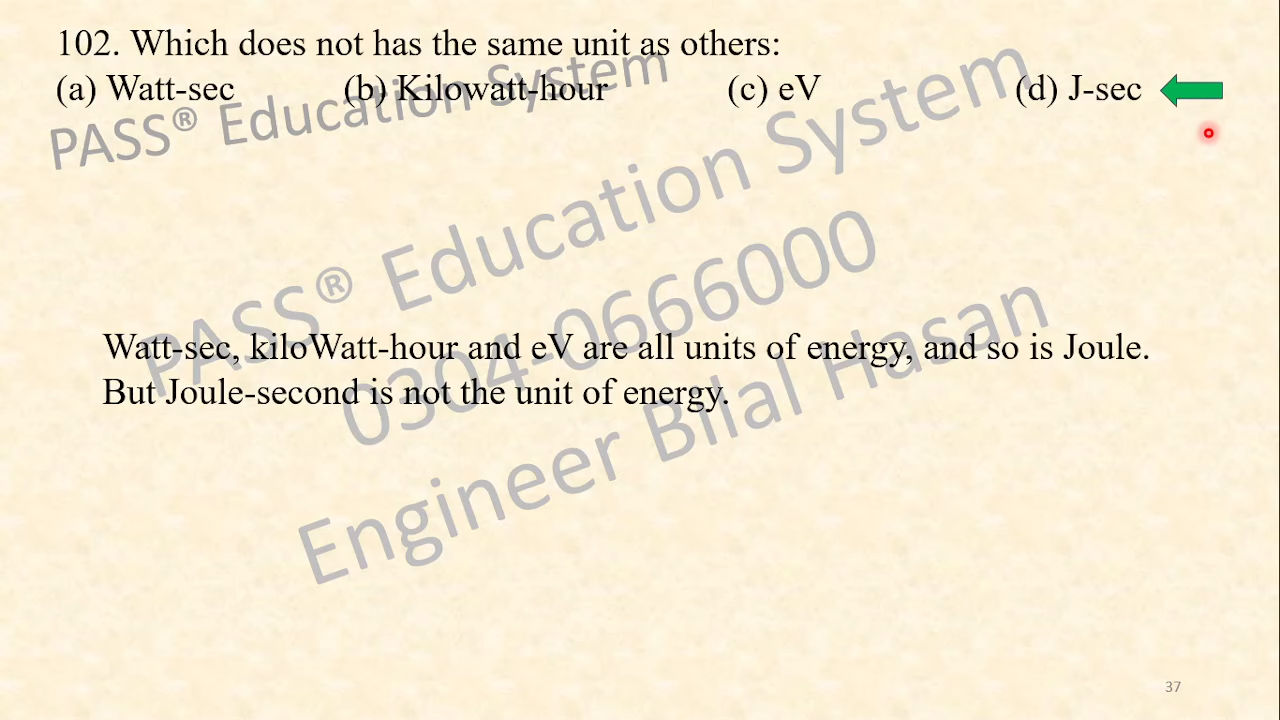 102. Which does not has the same unit as others:
(a) Watt-sec (b) Kilowatt-hour (c) eV (d) J-sec
PASS® Education System
PASS® Education System
0304-0666000
Engineer Bilal Hasan
Watt-sec, kiloWatt-hour and eV are all units of energy, and so is Joule.
But Joule-second is not the unit of energy.
37